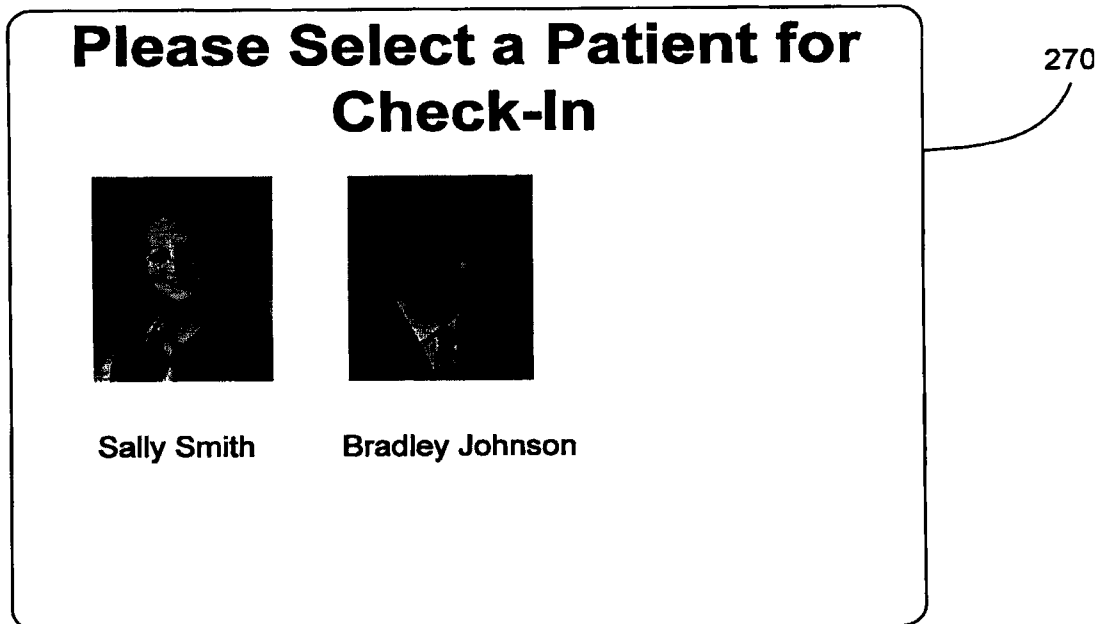 Please Select a Patient for
Check-In
270
Sally Smith
Bradley Johnson